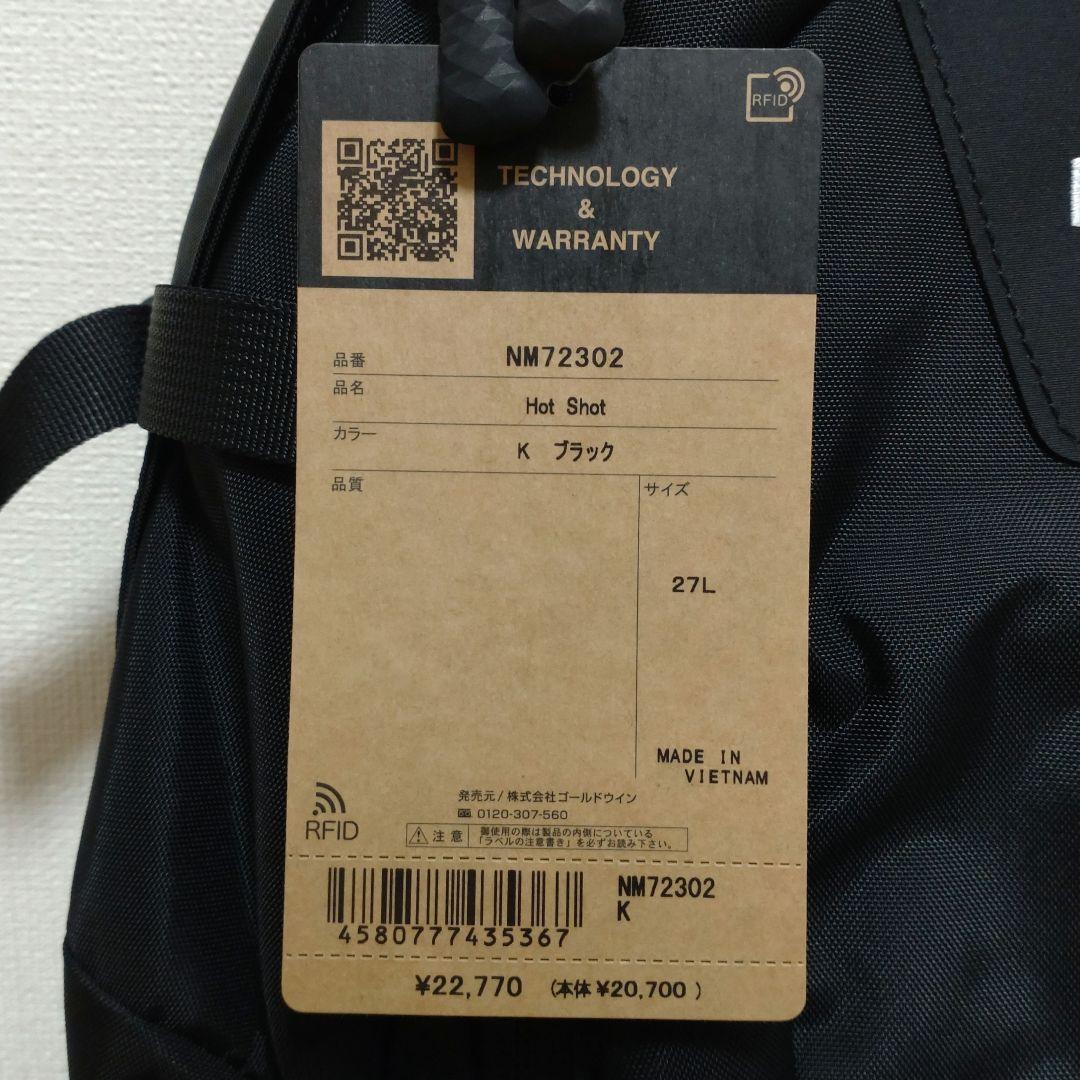 RFID
TECHNOLOGY
&
WARRANTY
品番 NM72302
品名 Hot Shot
カラー K ブラック
品質
サイズ
27L
MADE IN
VIETNAM
発売元/株式会社ゴールドウイン
0120-307-560
RFID
注意
御使用の際は製品の内側についている
「ラベルの注意書き」を必ずお読み下さい。
NM72302
K
4580777435367
¥22,770 (本体 ¥20,700 )